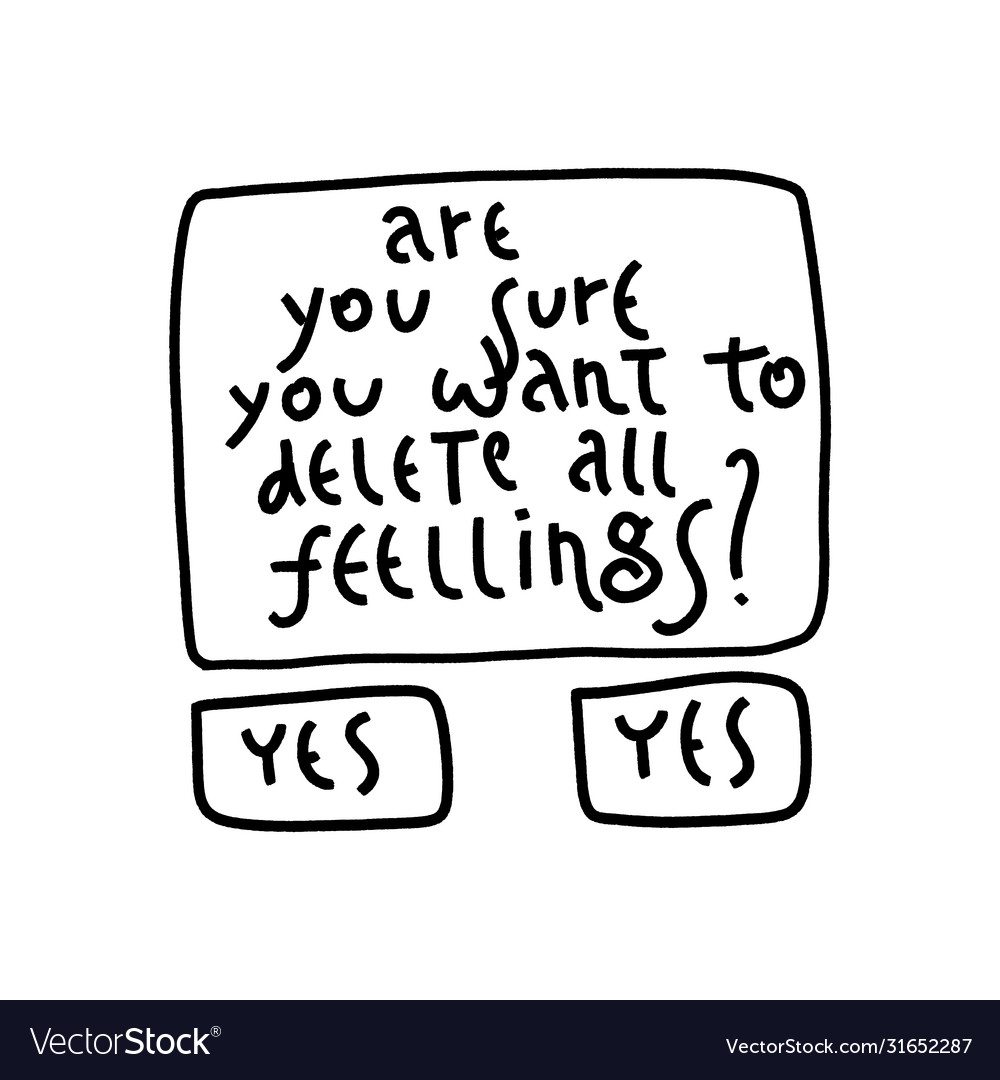 are
you sure
you want to
delete all
feellings?
YES YES
VectorStock®
VectorStock.com/31652287